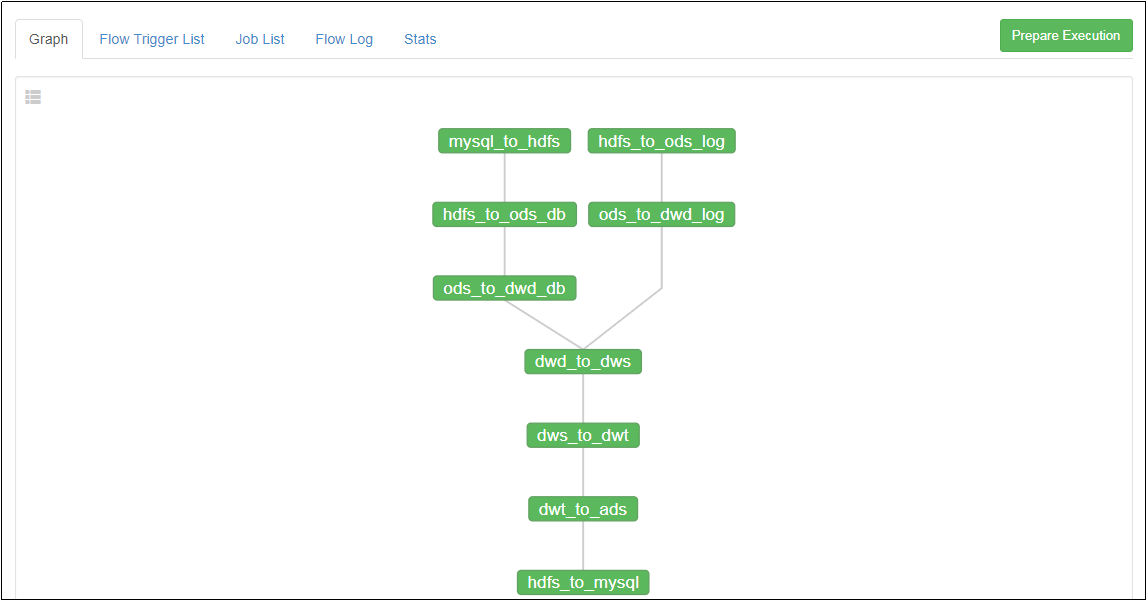 Graph Flow Trigger List Job List Flow Log Stats Prepare Execution
mysql_to_hdfs hdfs_to_ods_log
hdfs_to_ods_db ods_to_dwd_log
ods_to_dwd_db
dwd_to_dws
dws_to_dwt
dwt_to_ads
hdfs_to_mysql